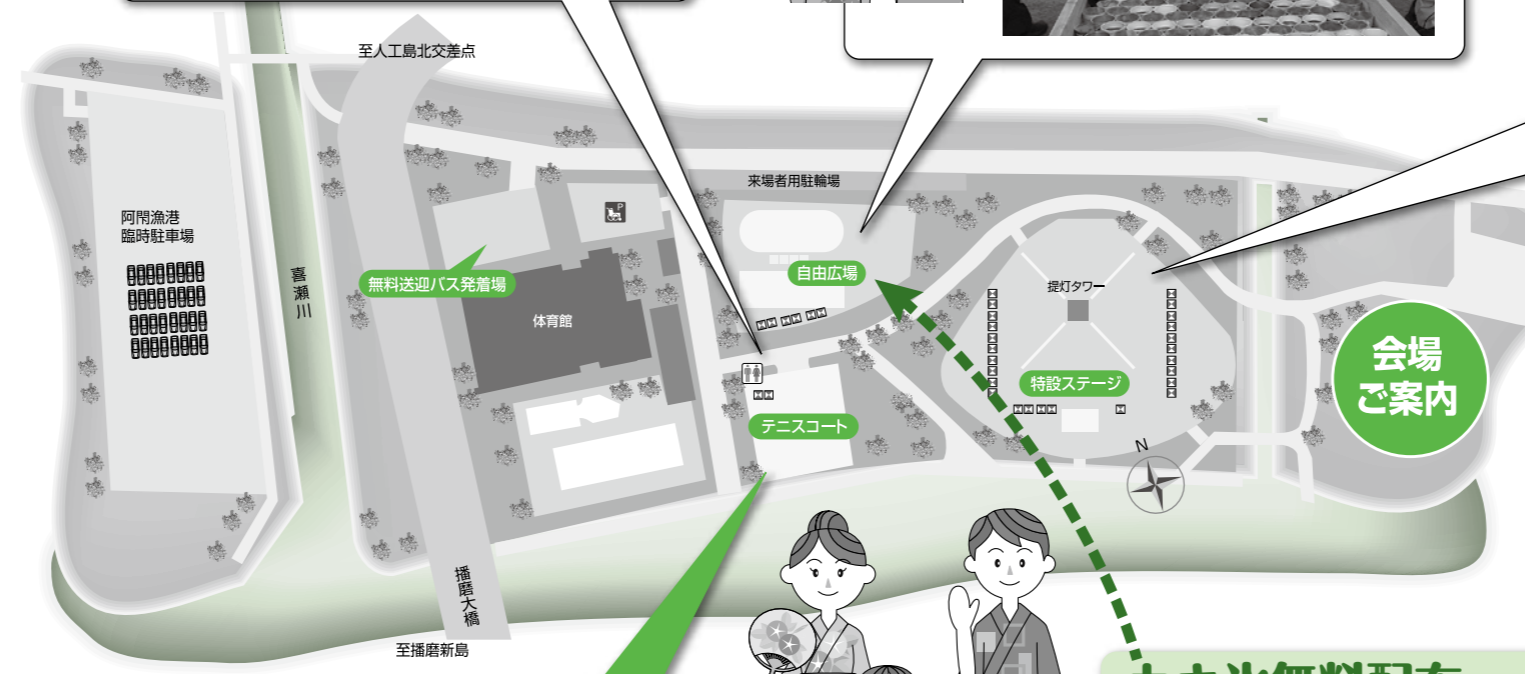 至人工島北交差点
来場者用駐輪場
阿閇漁港
臨時駐車場
喜瀬川
P
無料送迎バス発着場
体育館
自由広場
提灯タワー
特設ステージ
会場
ご案内
テニスコート
N
播磨大橋
至播磨新島